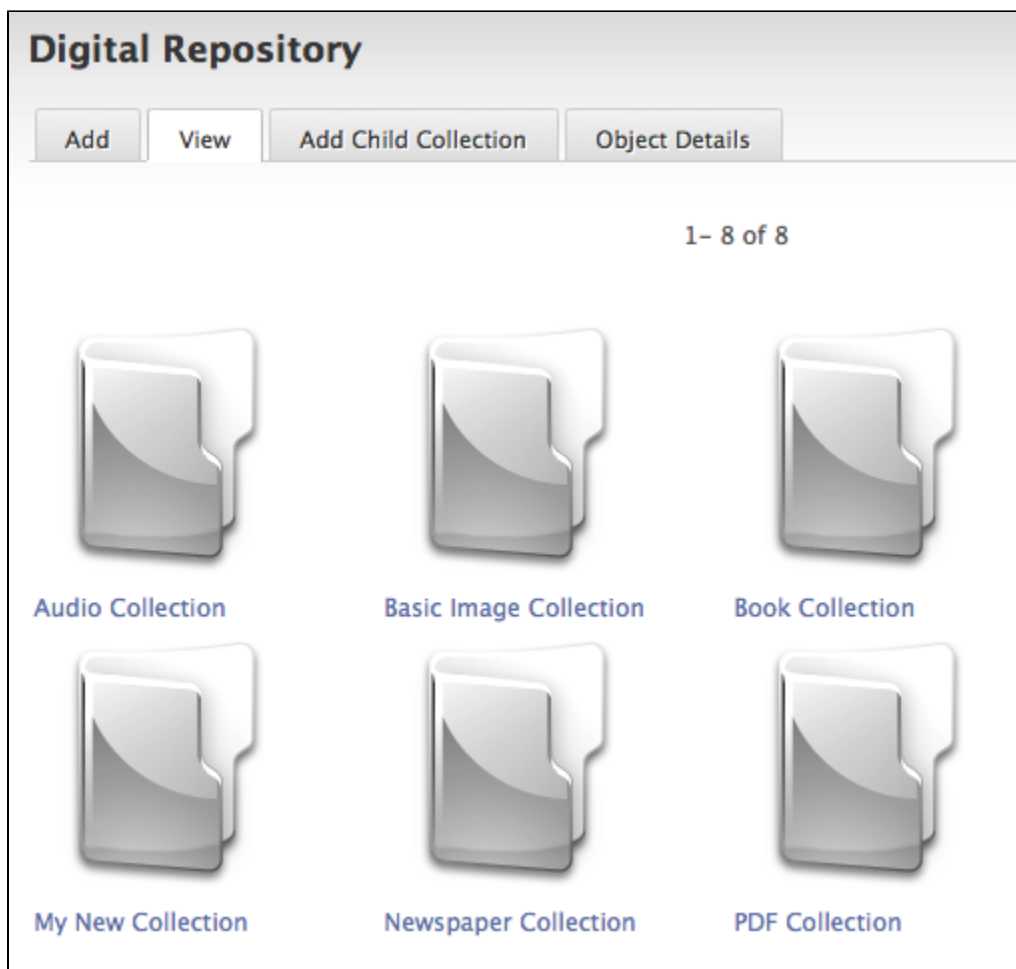 Digital Repository
Add View Add Child Collection Object Details
1– 8 of 8
Audio Collection Basic Image Collection Book Collection
My New Collection Newspaper Collection PDF Collection